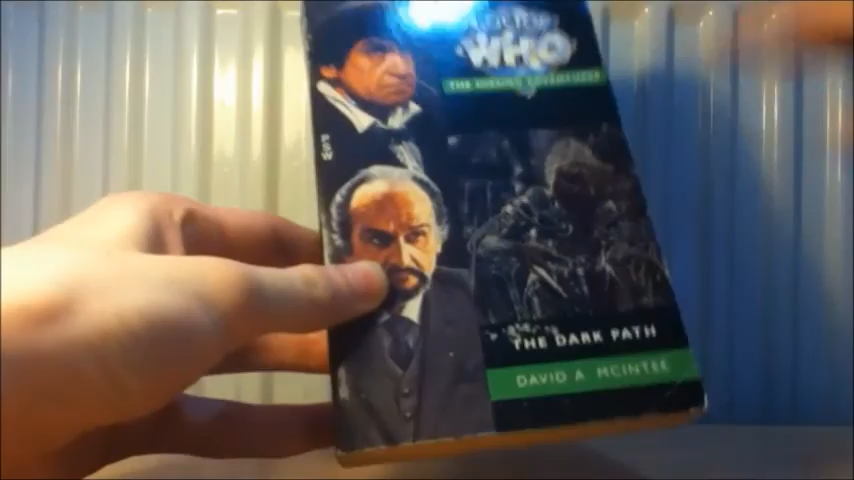 DOCTOR
WHO
THE MISSING ADVENTURES
THE DARK PATH
DAVID A MCINTEE